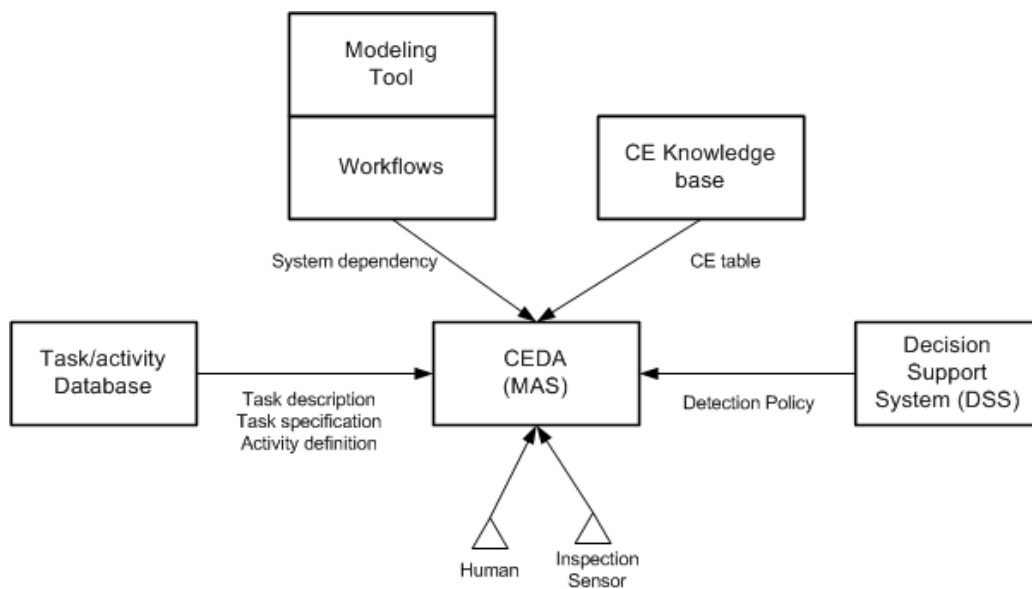 Modeling
Tool
Workflows
CE Knowledge
base
System dependency
CE table
Task/activity
Database
CEDA
(MAS)
Decision
Support
System (DSS)
Task description
Task specification
Activity definition
Detection Policy
Human
Inspection
Sensor